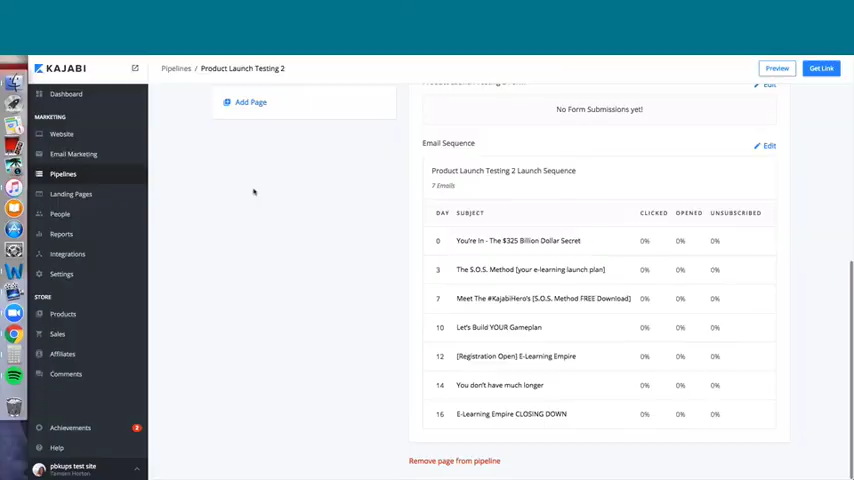 KAJABI
Pipelines / Product Launch Testing 2
Preview
Get Link
Dashboard
MARKETING
Website
Email Marketing
Pipelines
Landing Pages
People
Reports
Integrations
Settings
STORE
Products
Sales
Affiliates
Comments
Achievements 2
Help
pbkups test site
Add Page
Edit
No Form Submissions yet!
Email Sequence
Edit
Product Launch Testing 2 Launch Sequence
7 Emails
DAY SUBJECT CLICKED OPENED UNSUBSCRIBED
0 You're In - The $325 Billion Dollar Secret 0% 0% 0%
3 The S.O.S. Method [your e-learning launch plan] 0% 0% 0%
7 Meet The #KajabiHero's [S.O.S. Method FREE Download] 0% 0% 0%
10 Let's Build YOUR Gameplan 0% 0% 0%
12 [Registration Open] E-Learning Empire 0% 0% 0%
14 You don't have much longer 0% 0% 0%
16 E-Learning Empire CLOSING DOWN 0% 0% 0%
Remove page from pipeline